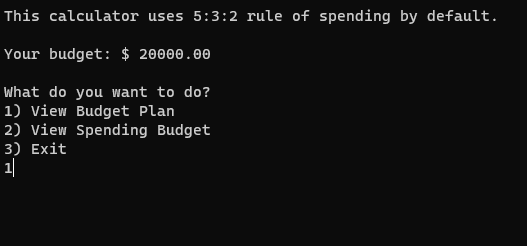 This calculator uses 5:3:2 rule of spending by default.
Your budget: $ 20000.00
What do you want to do?
1) View Budget Plan
2) View Spending Budget
3) Exit
1